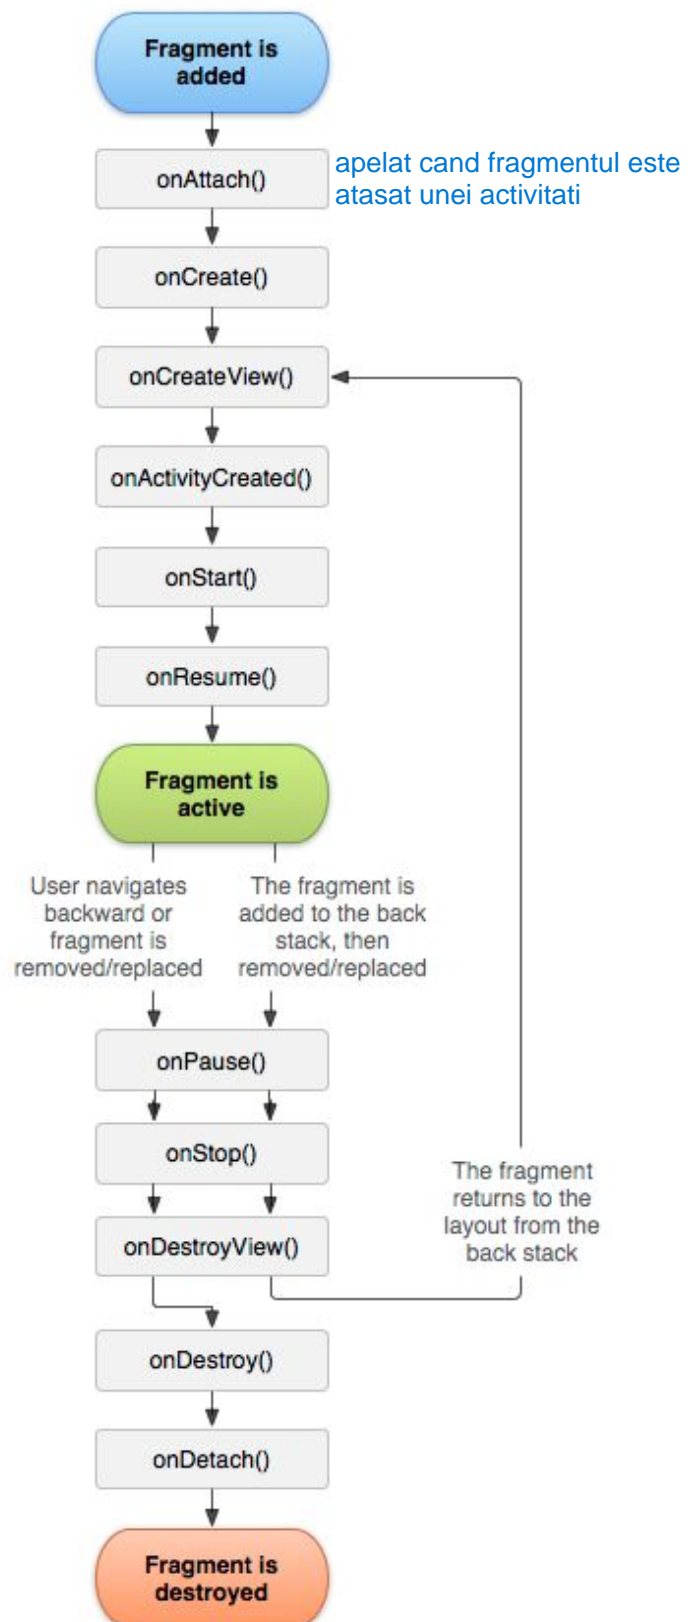 Fragment is
added
onAttach()
apelat cand fragmentul este
atasat unei activitati
onCreate()
onCreateView()
onActivityCreated()
onStart()
onResume()
Fragment is
active
User navigates
backward or
fragment is
removed/replaced
The fragment is
added to the back
stack, then
removed/replaced
onPause()
onStop()
onDestroyView()
The fragment
returns to the
layout from the
back stack
onDestroy()
onDetach()
Fragment is
destroyed